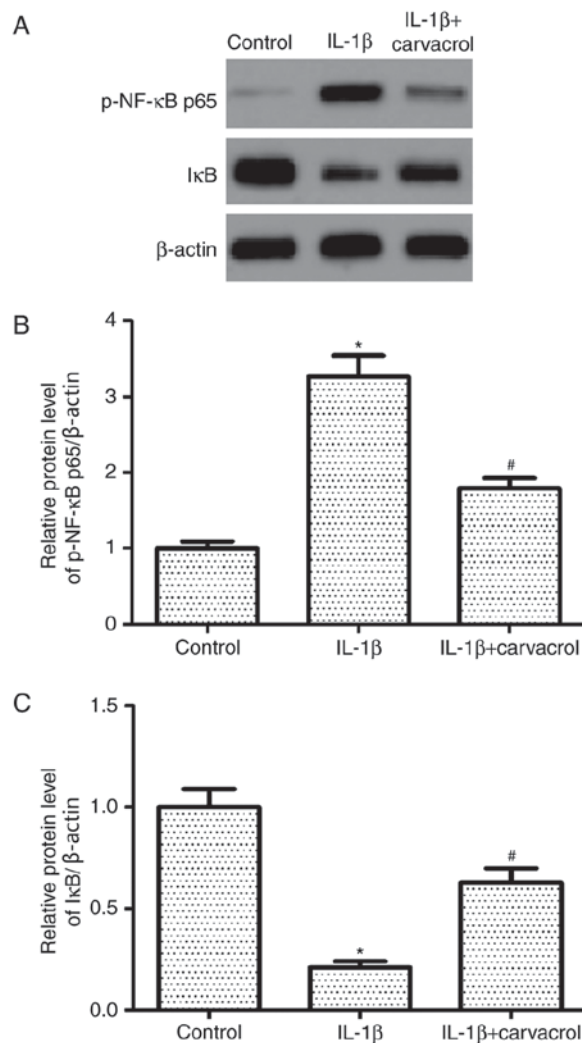 A
Control
IL-1β
IL-1β+
carvacrol
p-NF-κB p65
IκB
β-actin
B
Relative protein level
of p-NF-κB p65/β-actin
4
3
2
1
0
*
#
Control
IL-1β
IL-1β+carvacrol
C
Relative protein level
of IκB/β-actin
1.5
1.0
0.5
0.0
*
#
Control
IL-1β
IL-1β+carvacrol